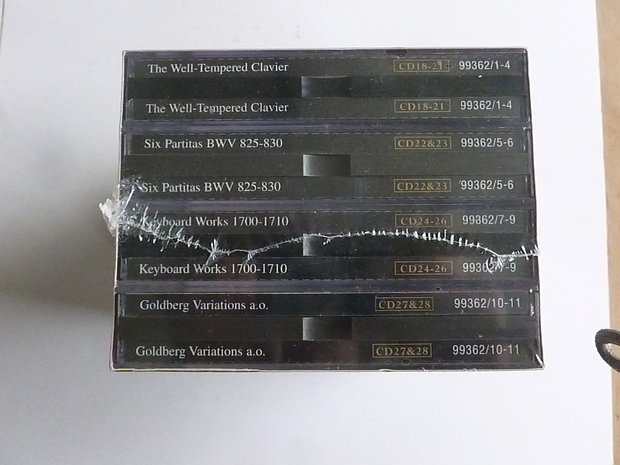 The Well-Tempered Clavier CD18-21 99362/1-4
The Well-Tempered Clavier CD18-21 99362/1-4
Six Partitas BWV 825-830 CD22&23 99362/5-6
Six Partitas BWV 825-830 CD22&23 99362/5-6
Keyboard Works 1700-1710 CD24-26 99362/7-9
Keyboard Works 1700-1710 CD24-26 99362/7-9
Goldberg Variations a.o. CD27&28 99362/10-11
Goldberg Variations a.o. CD27&28 99362/10-11